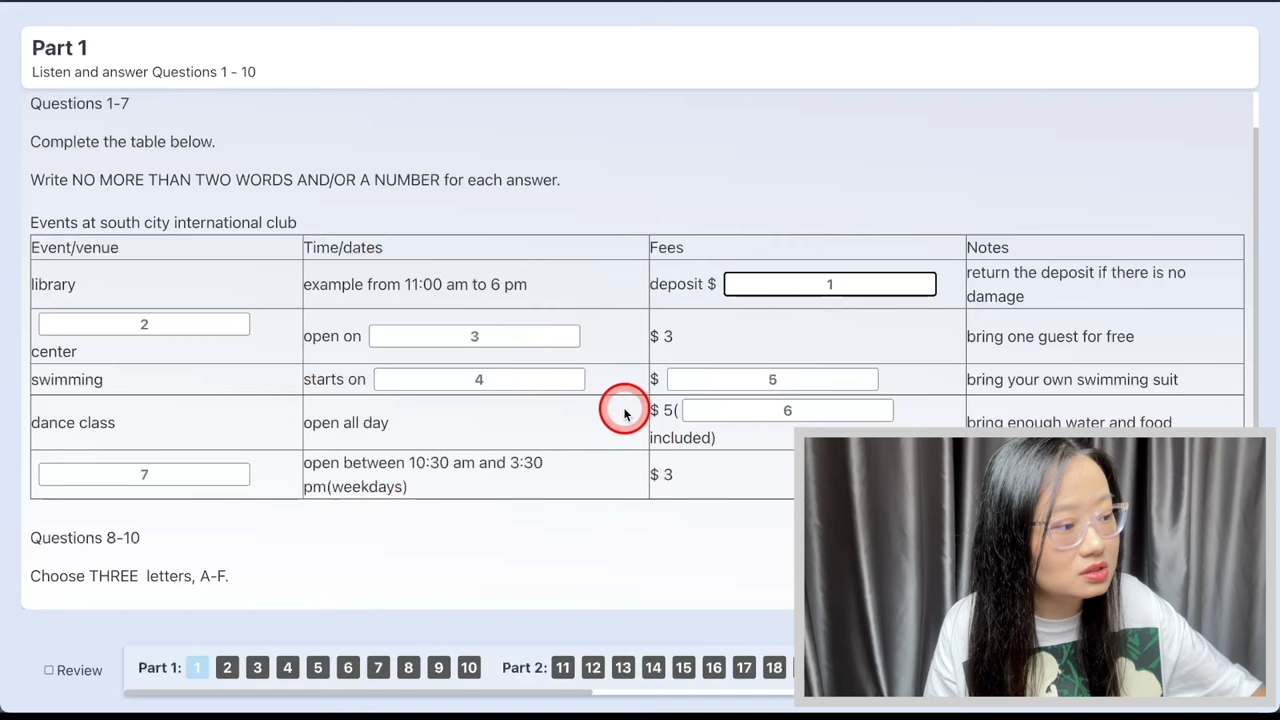 Part 1
Listen and answer Questions 1 - 10
Questions 1-7
Complete the table below.
Write NO MORE THAN TWO WORDS AND/OR A NUMBER for each answer.
Events at south city international club
Event/venue Time/dates Fees Notes
library example from 11:00 am to 6 pm deposit $ 1 return the deposit if there is no
damage
2
center open on 3 $ 3 bring one guest for free
swimming starts on 4 $ 5 bring your own swimming suit
dance class open all day $ 5( 6
included) bring enough water and food
7 open between 10:30 am and 3:30
pm(weekdays) $ 3
Questions 8-10
Choose THREE letters, A-F.
Review Part 1: 1 2 3 4 5 6 7 8 9 10 Part 2: 11 12 13 14 15 16 17 18